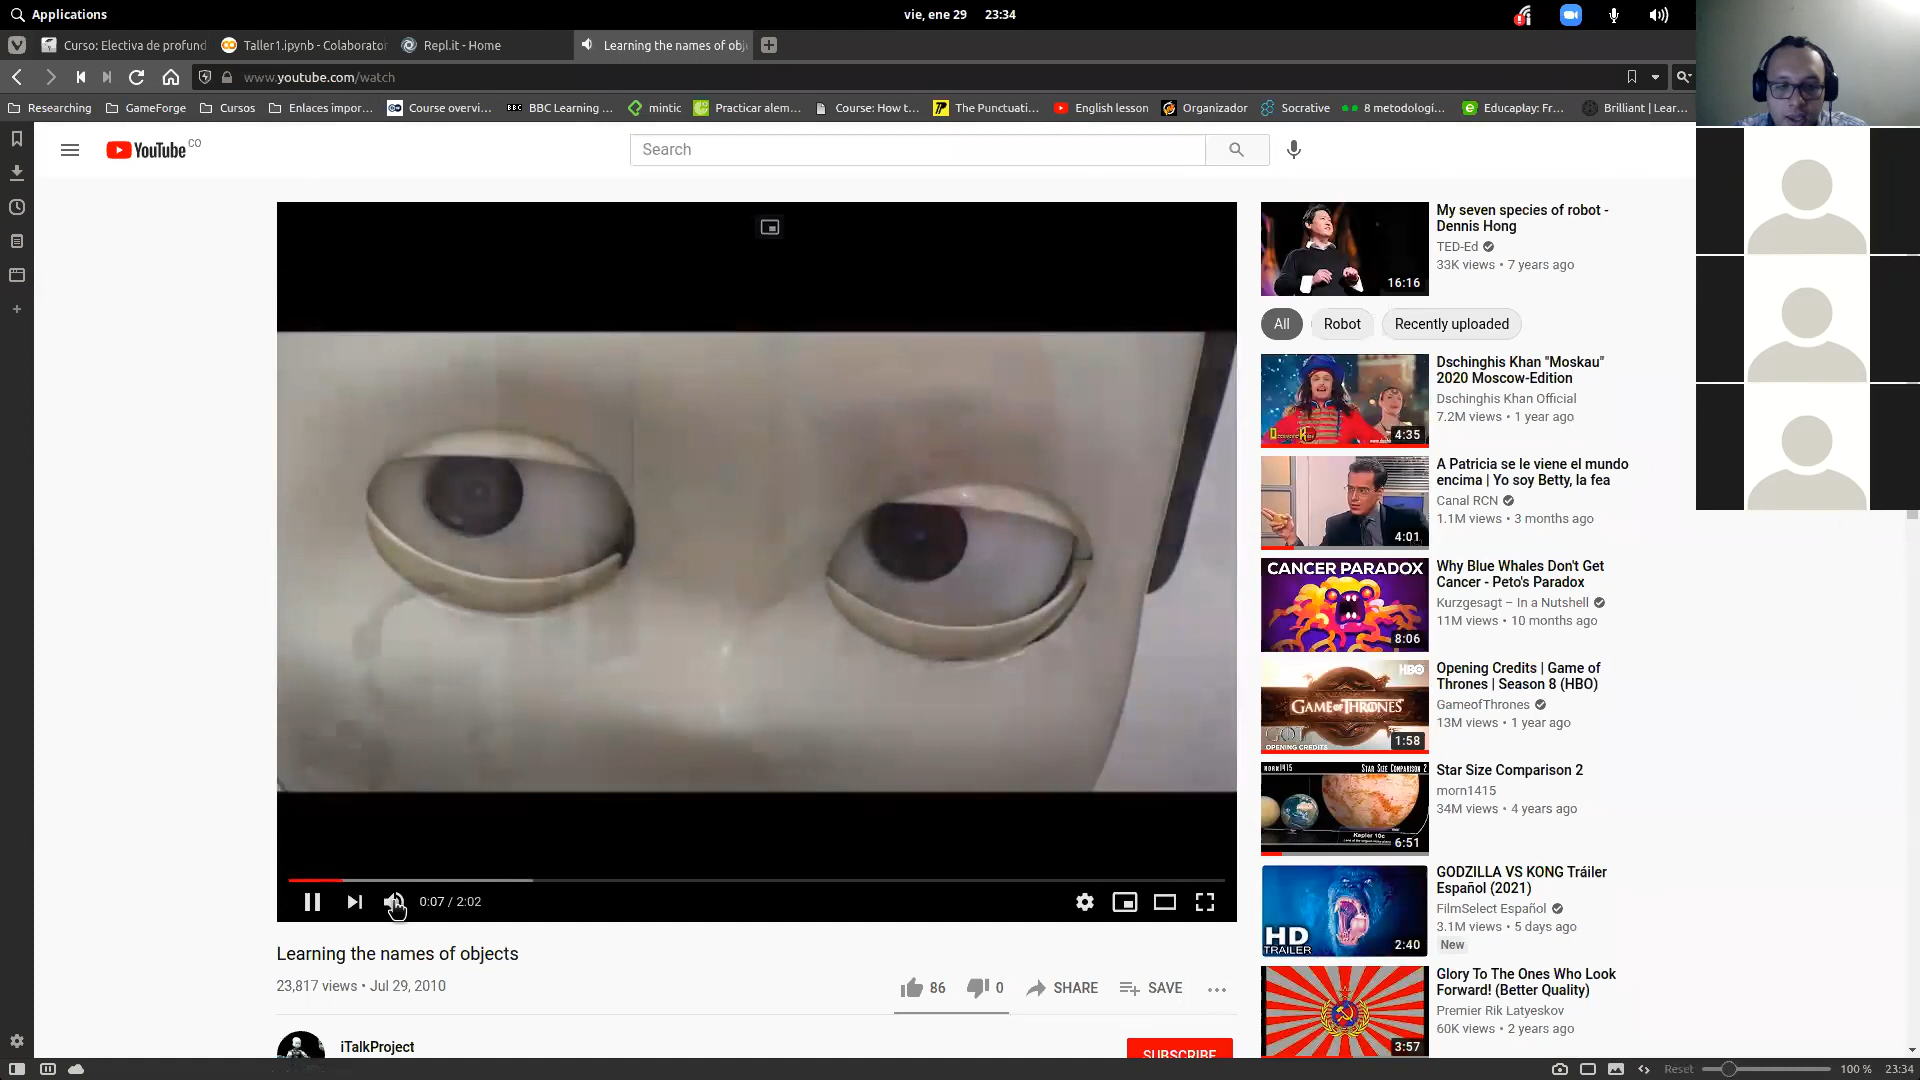 Applications
vie, ene 29 23:34
Curso: Electiva de profund
Taller1.ipynb - Colaborator
Repl.it - Home
Learning the names of obj
www.youtube.com/watch
Researching
GameForge
Cursos
Enlaces impor...
Course overvi...
BBC Learning ...
mintic
Practicar alem...
Course: How t...
The Punctuati...
English lesson
Organizador
Socrative
8 metodologí...
Educaplay: Fr...
Brilliant | Lear...
YouTube CO
Search
0:07 / 2:02
Learning the names of objects
23,817 views • Jul 29, 2010
86
0
SHARE
SAVE
iTalkProject
SUBSCRIBE
16:16
My seven species of robot -
Dennis Hong
TED-Ed
33K views • 7 years ago
All
Robot
Recently uploaded
4:35
Dschinghis Khan "Moskau"
2020 Moscow-Edition
Dschinghis Khan Official
7.2M views • 1 year ago
4:01
A Patricia se le viene el mundo
encima | Yo soy Betty, la fea
Canal RCN
1.1M views • 3 months ago
CANCER PARADOX
8:06
Why Blue Whales Don't Get
Cancer - Peto's Paradox
Kurzgesagt – In a Nutshell
11M views • 10 months ago
HBO
GAME OF THRONES
GOT
OPENING CREDITS
1:58
Opening Credits | Game of
Thrones | Season 8 (HBO)
GameofThrones
13M views • 1 year ago
morn1415
Star Size Comparison 2
Kepler 10c
6:51
Star Size Comparison 2
morn1415
34M views • 4 years ago
HD
TRAILER
2:40
GODZILLA VS KONG Tráiler
Español (2021)
FilmSelect Español
3.1M views • 5 days ago
New
3:57
Glory To The Ones Who Look
Forward! (Better Quality)
Premier Rik Latyeskov
60K views • 2 years ago
Reset
100 %
23:34